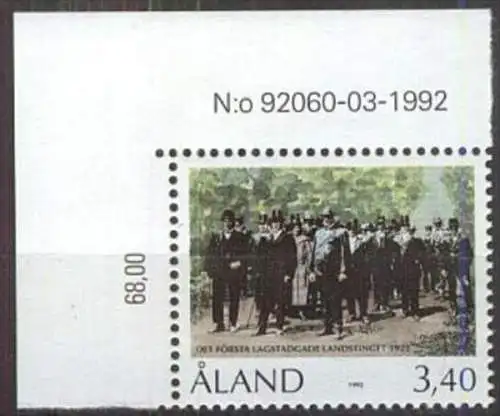 N:o 92060-03-1992
68,00
DET FÖRSTA LAGSTADGADE LANDSTINGET 1922
ÅLAND 1992 3,40